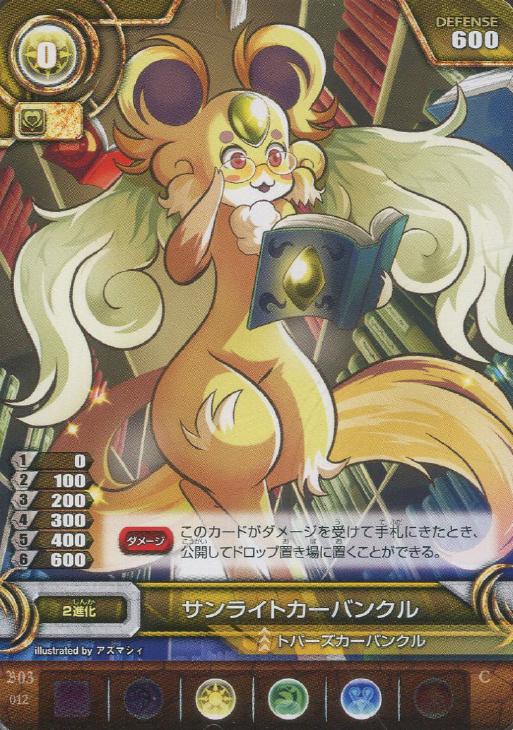 DEFENSE
600
0
1 0
2 100
3 200
4 300
5 400
6 600
ダメージ
このカードがダメージを受けて手札にきたとき、
公開してドロップ置き場に置くことができる。
2進化
サンライトカーバンクル
トパーズカーバンクル
illustrated by アズマシィ
B03
012
C